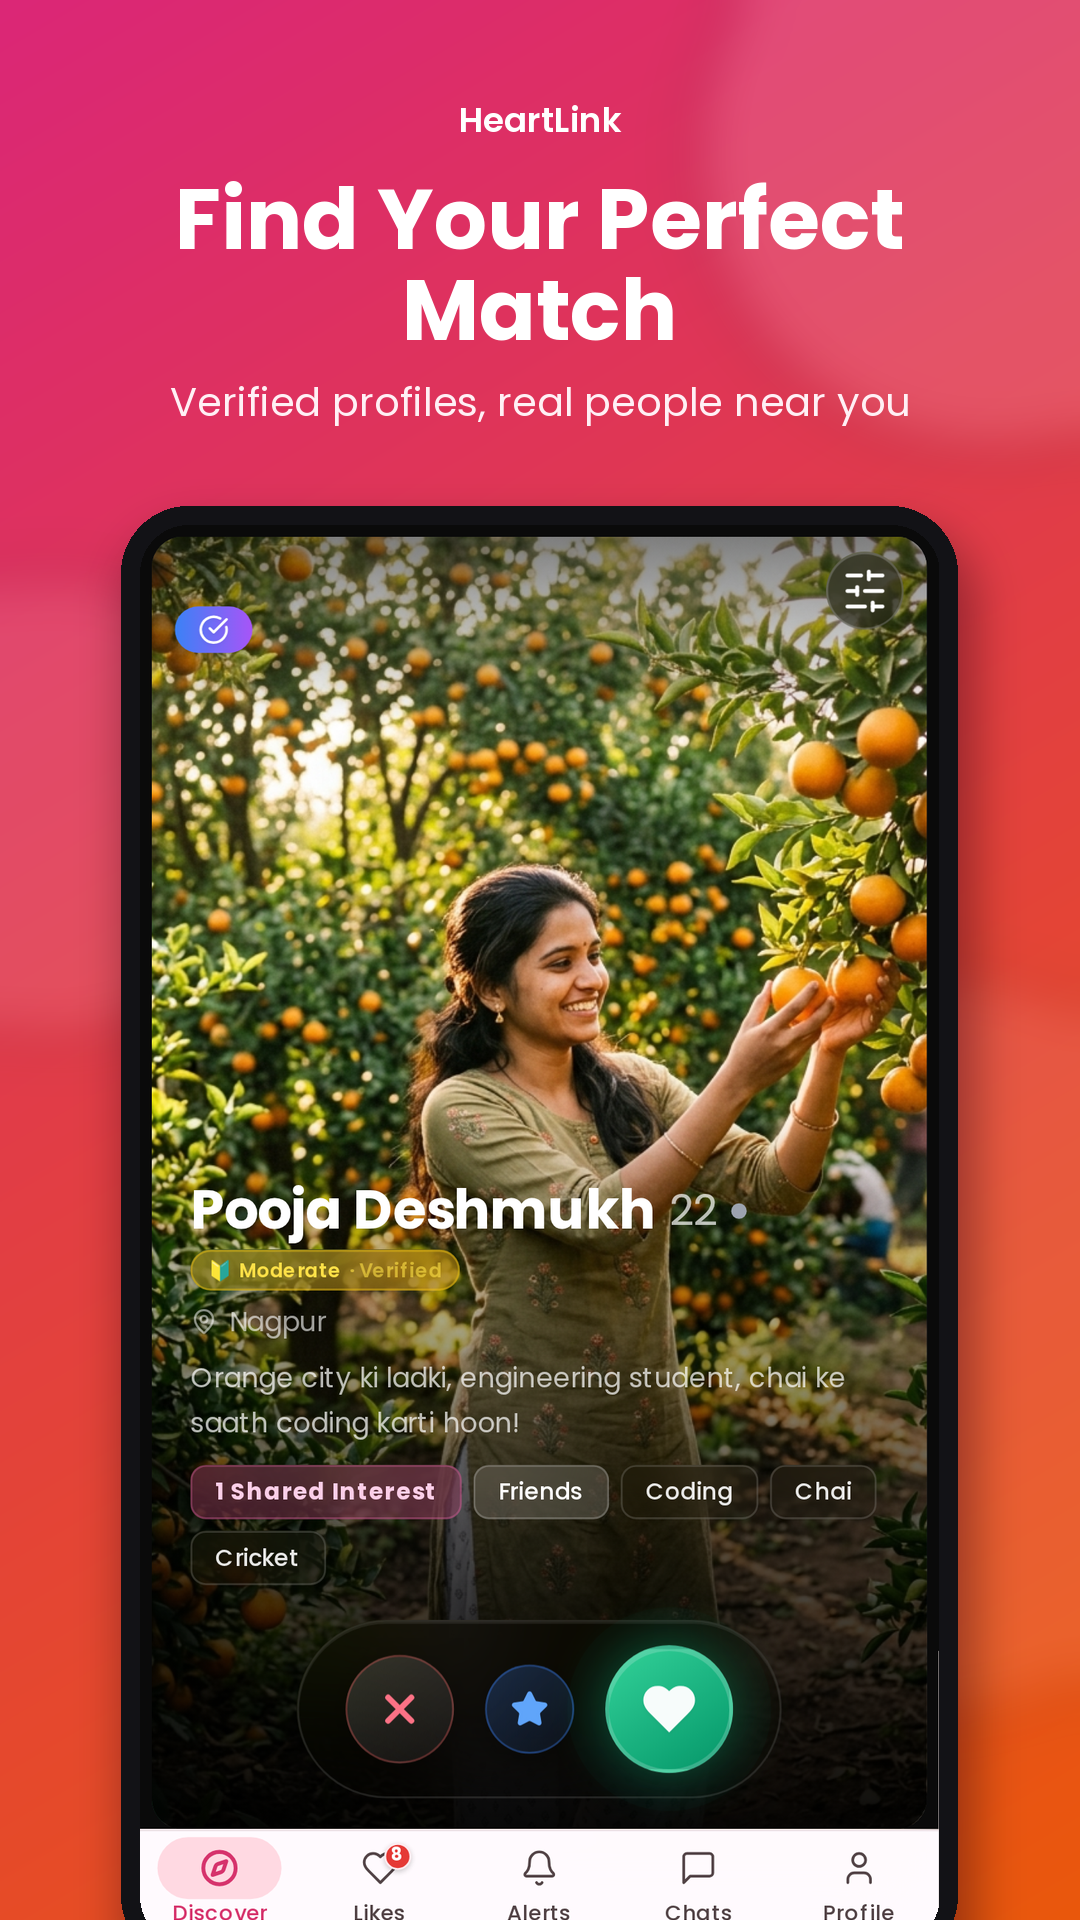 HeartLink
Find Your Perfect
Match
Verified profiles, real people near you
Pooja Deshmukh 22
Moderate · Verified
Nagpur
Orange city ki ladki, engineering student, chai ke
saath coding karti hoon!
1 Shared Interest Friends Coding Chai
Cricket
8
Discover Likes Alerts Chats Profile